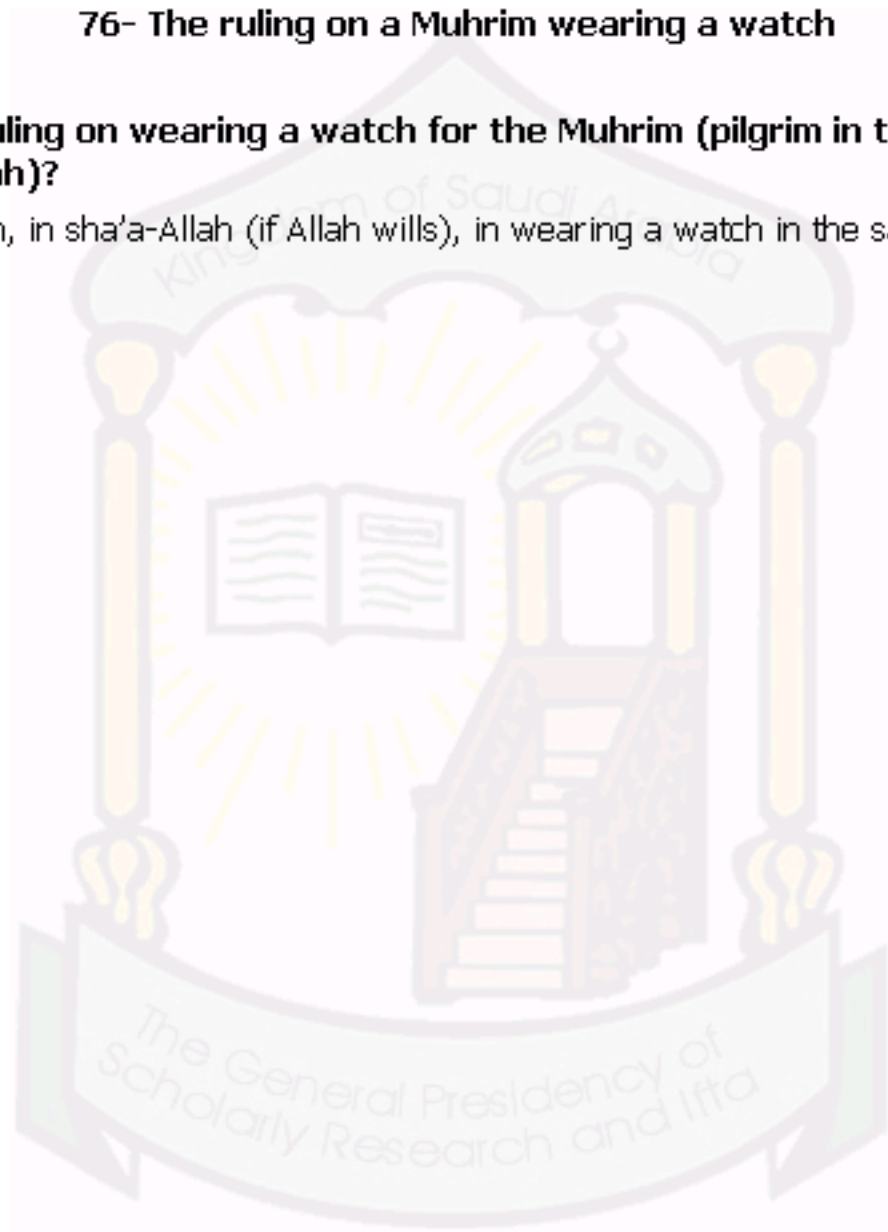 76- The ruling on a Muhrim wearing a watch
uling on wearing a watch for the Muhrim (pilgrim in t
ah)?
, in sha'a-Allah (if Allah wills), in wearing a watch in the s
Kingdom of Saudi Arabia
The General Presidency of
Scholarly Research and Ifta